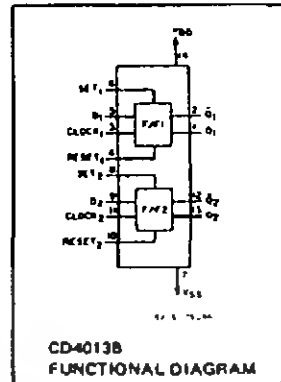 VDD
14
6
SET1
5
D1
F/F1
2 Q̄1
3
CLOCK1
1 Q1
4
RESET1
8
SET2
9
D2
F/F2
12 Q̄2
11
CLOCK2
13 Q2
10
RESET2
7
VSS
CD4013B
FUNCTIONAL DIAGRAM